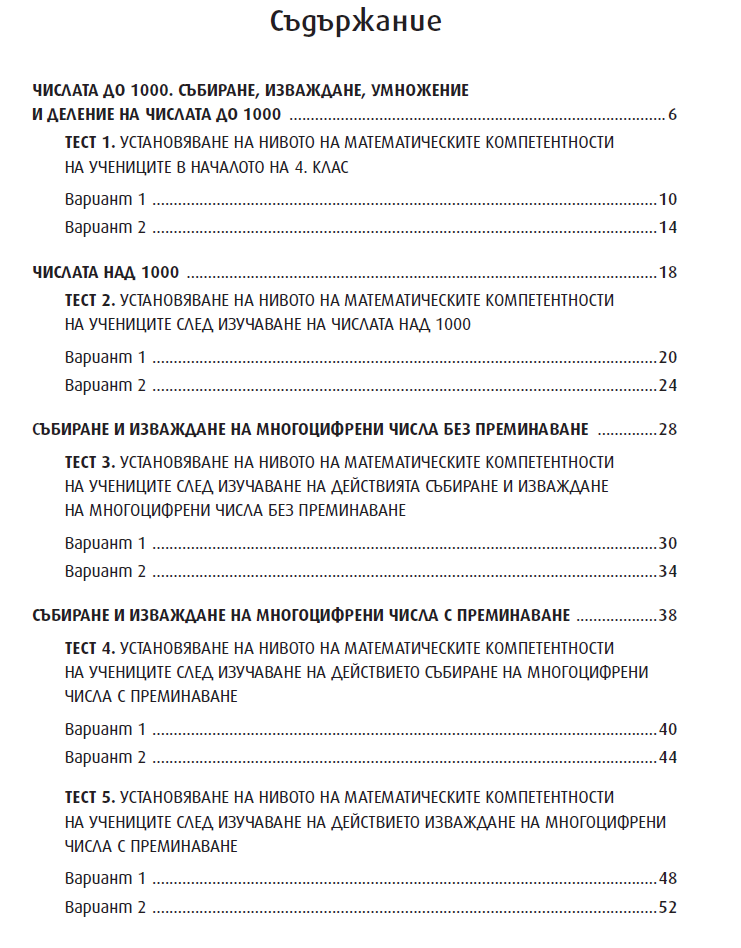 Съдържание
ЧИСЛАТА ДО 1000. СЪБИРАНЕ, ИЗВАЖДАНЕ, УМНОЖЕНИЕ
И ДЕЛЕНИЕ НА ЧИСЛАТА ДО 1000 ........................................................................................ 6
ТЕСТ 1. УСТАНОВЯВАНЕ НА НИВОТО НА МАТЕМАТИЧЕСКИТЕ КОМПЕТЕНТНОСТИ
НА УЧЕНИЦИТЕ В НАЧАЛОТО НА 4. КЛАС
Вариант 1 ........................................................................................ 10
Вариант 2 ........................................................................................ 14
ЧИСЛАТА НАД 1000 ........................................................................................ 18
ТЕСТ 2. УСТАНОВЯВАНЕ НА НИВОТО НА МАТЕМАТИЧЕСКИТЕ КОМПЕТЕНТНОСТИ
НА УЧЕНИЦИТЕ СЛЕД ИЗУЧАВАНЕ НА ЧИСЛАТА НАД 1000
Вариант 1 ........................................................................................ 20
Вариант 2 ........................................................................................ 24
СЪБИРАНЕ И ИЗВАЖДАНЕ НА МНОГОЦИФРЕНИ ЧИСЛА БЕЗ ПРЕМИНАВАНЕ .............. 28
ТЕСТ 3. УСТАНОВЯВАНЕ НА НИВОТО НА МАТЕМАТИЧЕСКИТЕ КОМПЕТЕНТНОСТИ
НА УЧЕНИЦИТЕ СЛЕД ИЗУЧАВАНЕ НА ДЕЙСТВИЯТА СЪБИРАНЕ И ИЗВАЖДАНЕ
НА МНОГОЦИФРЕНИ ЧИСЛА БЕЗ ПРЕМИНАВАНЕ
Вариант 1 ........................................................................................ 30
Вариант 2 ........................................................................................ 34
СЪБИРАНЕ И ИЗВАЖДАНЕ НА МНОГОЦИФРЕНИ ЧИСЛА С ПРЕМИНАВАНЕ ................... 38
ТЕСТ 4. УСТАНОВЯВАНЕ НА НИВОТО НА МАТЕМАТИЧЕСКИТЕ КОМПЕТЕНТНОСТИ
НА УЧЕНИЦИТЕ СЛЕД ИЗУЧАВАНЕ НА ДЕЙСТВИЕТО СЪБИРАНЕ НА МНОГОЦИФРЕНИ
ЧИСЛА С ПРЕМИНАВАНЕ
Вариант 1 ........................................................................................ 40
Вариант 2 ........................................................................................ 44
ТЕСТ 5. УСТАНОВЯВАНЕ НА НИВОТО НА МАТЕМАТИЧЕСКИТЕ КОМПЕТЕНТНОСТИ
НА УЧЕНИЦИТЕ СЛЕД ИЗУЧАВАНЕ НА ДЕЙСТВИЕТО ИЗВАЖДАНЕ НА МНОГОЦИФРЕНИ
ЧИСЛА С ПРЕМИНАВАНЕ
Вариант 1 ........................................................................................ 48
Вариант 2 ........................................................................................ 52